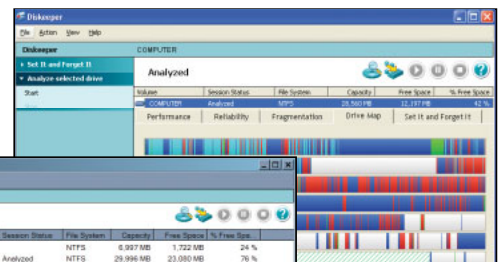 Diskeeper
File Action View Help
Diskeeper COMPUTER
Set It and Forget It
Analyze selected drive Analyzed
Start Volume Session Status File System Capacity Free Space % Free Space
COMPUTER Analyzed NTFS 28,560 MB 12,197 MB 42 %
Performance Reliability Fragmentation Drive Map Set It and Forget It
Session Status File System Capacity Free Space % Free Spa...
NTFS 6,997 MB 1,722 MB 24 %
Analyzed NTFS 29,996 MB 23,080 MB 76 %